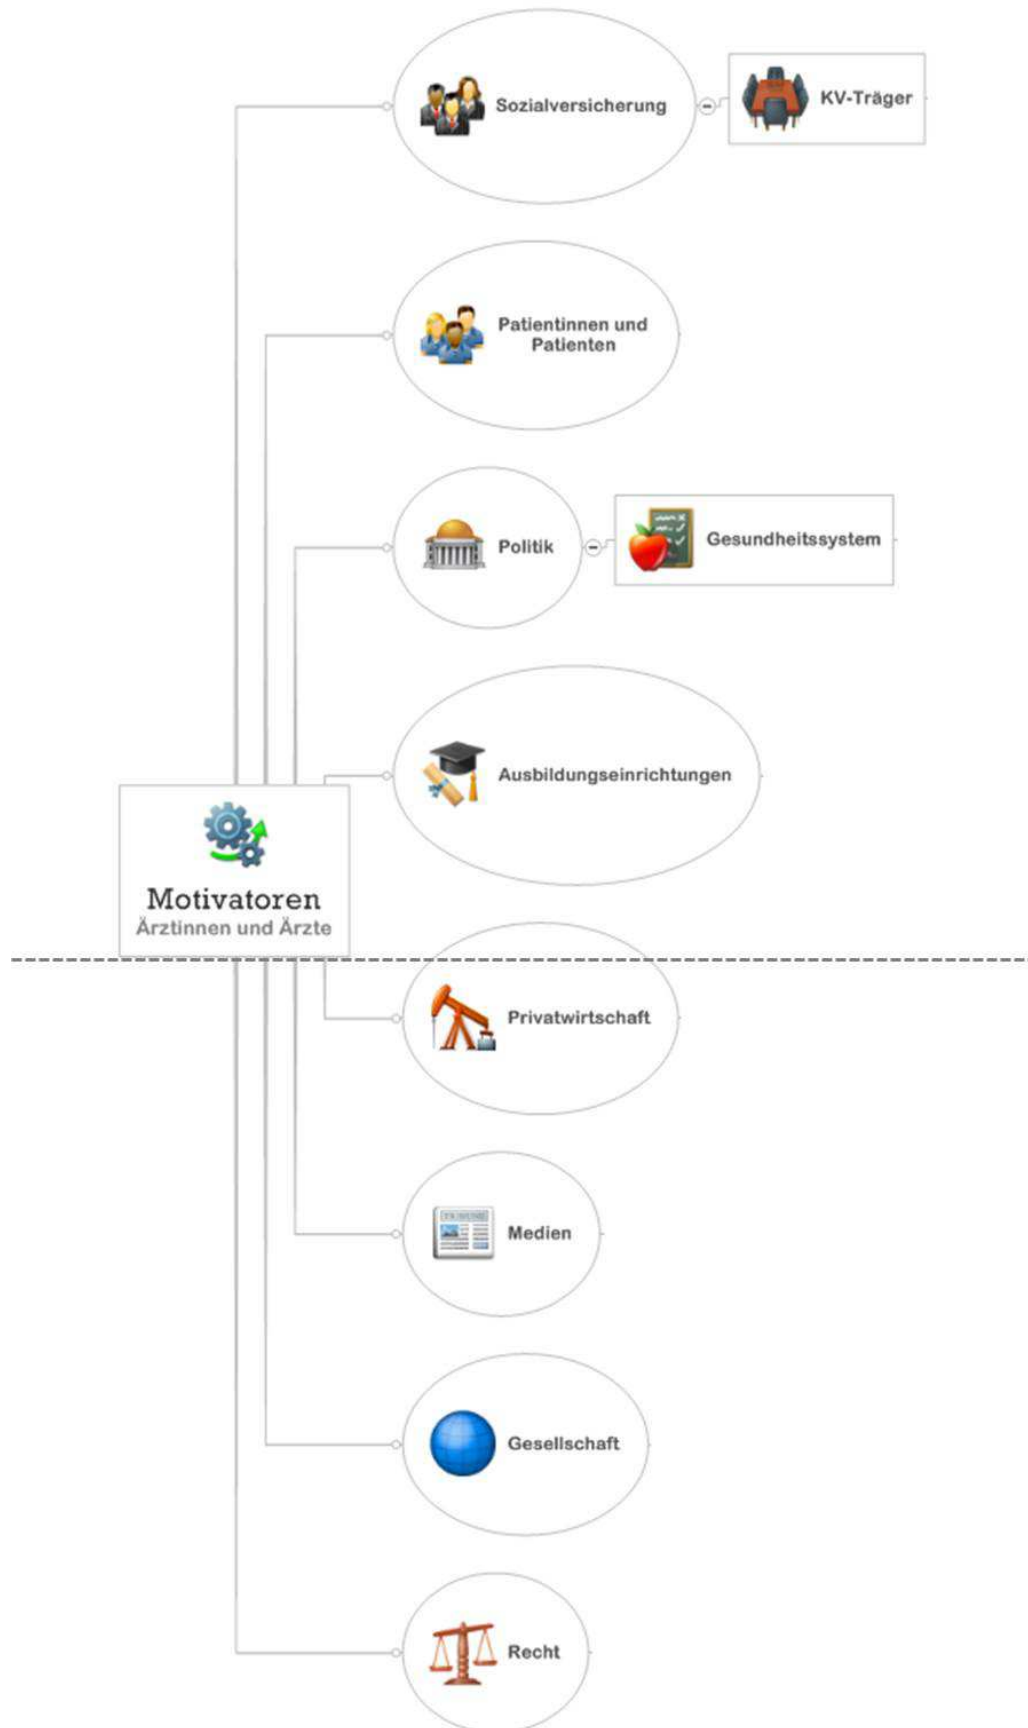 Sozialversicherung
KV-Träger
Patientinnen und
Patienten
Politik
Gesundheitssystem
Ausbildungseinrichtungen
Motivatoren
Ärztinnen und Ärzte
Privatwirtschaft
Medien
Gesellschaft
Recht